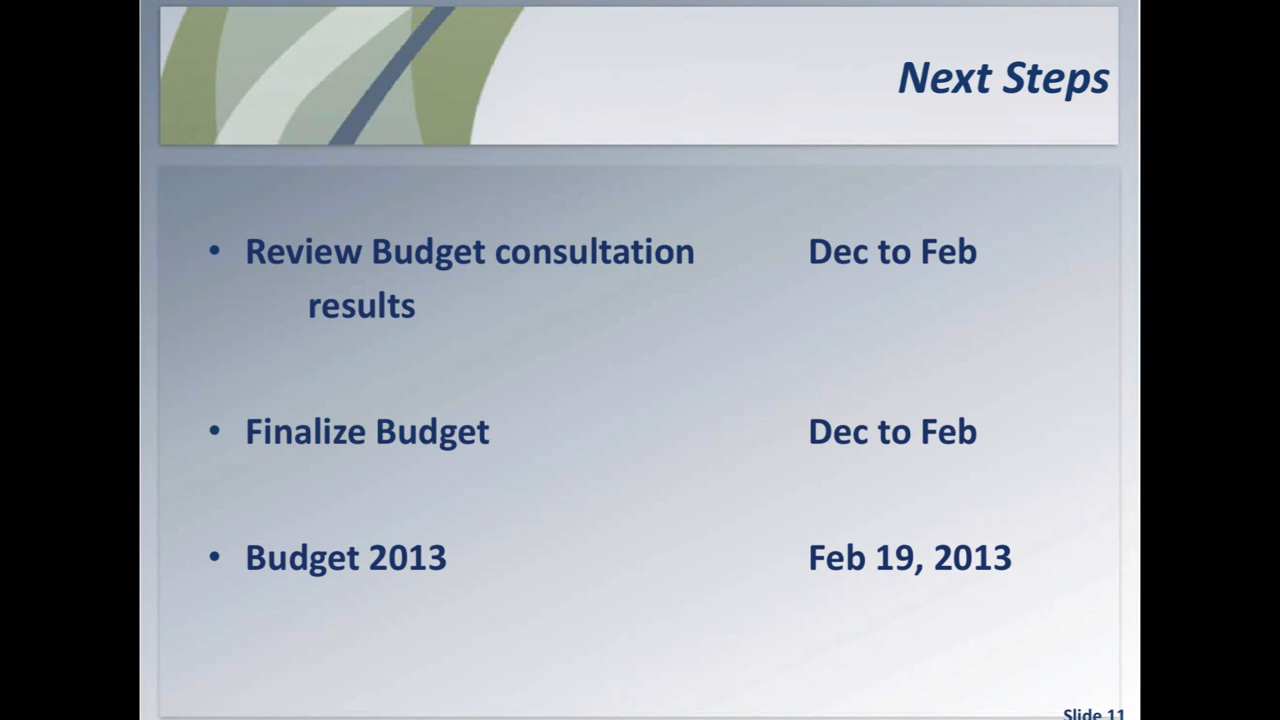 Next Steps
• Review Budget consultation Dec to Feb
results
• Finalize Budget Dec to Feb
• Budget 2013 Feb 19, 2013
Slide 11